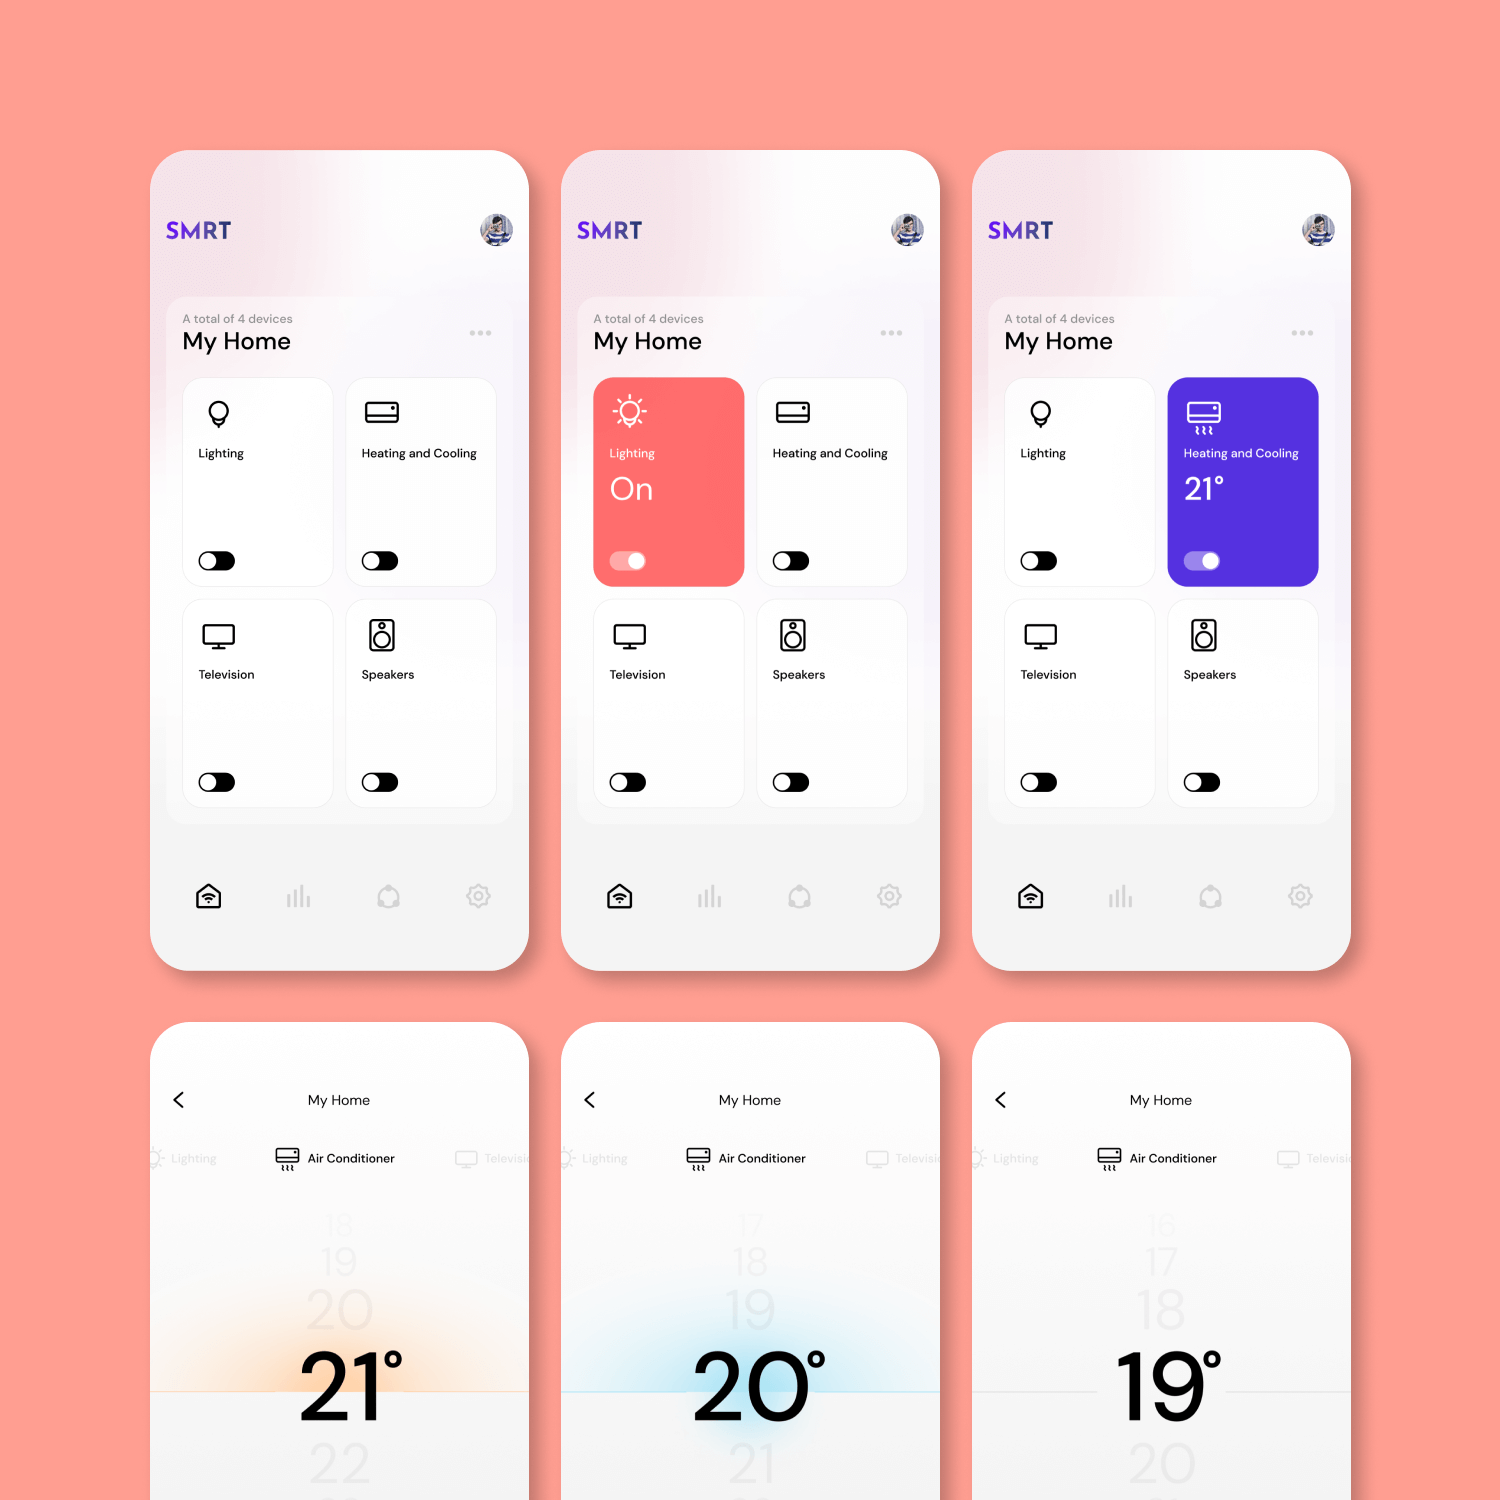 SMRT
A total of 4 devices
My Home
Lighting
Heating and Cooling
Television
Speakers
SMRT
A total of 4 devices
My Home
Lighting
On
Heating and Cooling
Television
Speakers
SMRT
A total of 4 devices
My Home
Lighting
Heating and Cooling
21°
Television
Speakers
My Home
Lighting
Air Conditioner
Televisi
18
19
20
21°
22
My Home
Lighting
Air Conditioner
Televisi
17
18
19
20°
21
My Home
Lighting
Air Conditioner
Televisi
16
17
18
19°
20